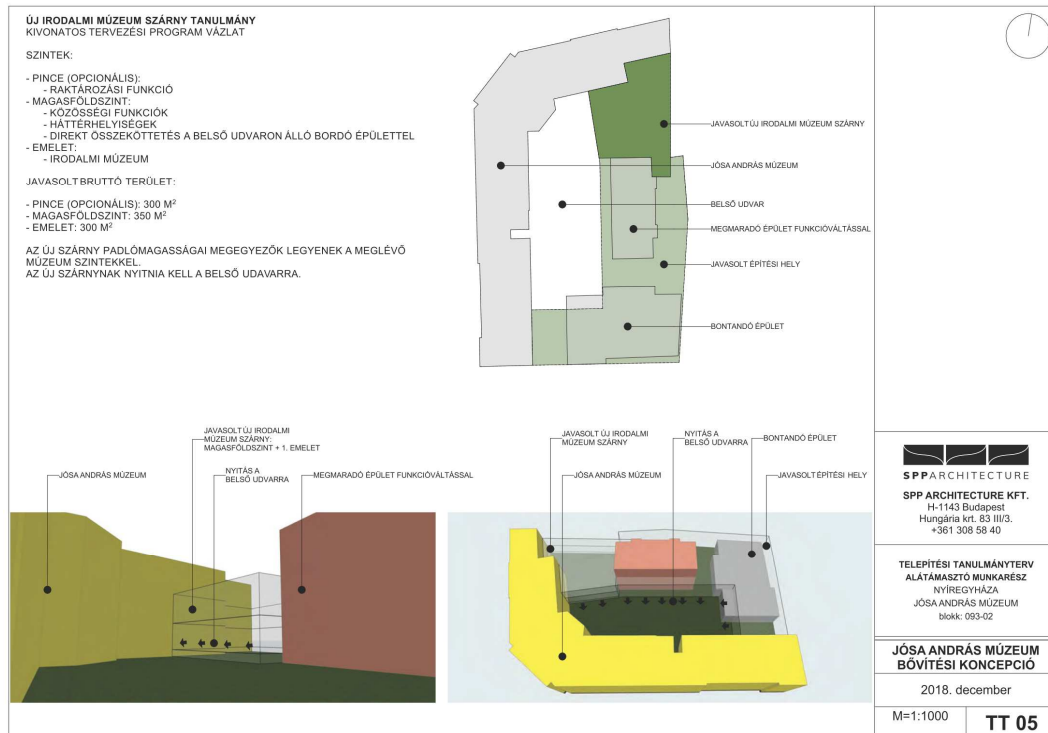 ÚJ IRODALMI MÚZEUM SZÁRNY TANULMÁNY
KIVONATOS TERVEZÉSI PROGRAM VÁZLAT
SZINTEK:
- PINCE (OPCIONÁLIS):
- RAKTÁROZÁSI FUNKCIÓ
- MAGASFÖLDSZINT:
- KÖZÖSSÉGI FUNKCIÓK
- HÁTTÉRHELYISÉGEK
- DIREKT ÖSSZEKÖTTETÉS A BELSŐ UDVARON ÁLLÓ BORDÓ ÉPÜLETTEL
- EMELET:
- IRODALMI MÚZEUM
JAVASOLT BRUTTÓ TERÜLET:
- PINCE (OPCIONÁLIS): 300 M²
- MAGASFÖLDSZINT: 350 M²
- EMELET: 300 M²
AZ ÚJ SZÁRNY PADLÓMAGASSÁGAI MEGEGYEZŐK LEGYENEK A MEGLÉVŐ
MÚZEUM SZINTEKKEL.
AZ ÚJ SZÁRNYNAK NYITNIA KELL A BELSŐ UDAVARRA.
JAVASOLT ÚJ IRODALMI MÚZEUM SZÁRNY
JÓSA ANDRÁS MÚZEUM
BELSŐ UDVAR
MEGMARADÓ ÉPÜLET FUNKCIÓVÁLTÁSSAL
JAVASOLT ÉPÍTÉSI HELY
BONTANDÓ ÉPÜLET
JAVASOLT ÚJ IRODALMI
MÚZEUM SZÁRNY:
MAGASFÖLDSZINT + 1. EMELET
NYITÁS A
BELSŐ UDVARRA
JÓSA ANDRÁS MÚZEUM
MEGMARADÓ ÉPÜLET FUNKCIÓVÁLTÁSSAL
JAVASOLT ÚJ IRODALMI
MÚZEUM SZÁRNY
NYITÁS A
BELSŐ UDVARRA
BONTANDÓ ÉPÜLET
JÓSA ANDRÁS MÚZEUM
JAVASOLT ÉPÍTÉSI HELY
SPPARCHITECTURE
SPP ARCHITECTURE KFT.
H-1143 Budapest
Hungária krt. 83 III/3.
+361 308 58 40
TELEPÍTÉSI TANULMÁNYTERV
ALÁTÁMASZTÓ MUNKARÉSZ
NYÍREGYHÁZA
JÓSA ANDRÁS MÚZEUM
blokk: 093-02
JÓSA ANDRÁS MÚZEUM
BŐVÍTÉSI KONCEPCIÓ
2018. december
M=1:1000
TT 05